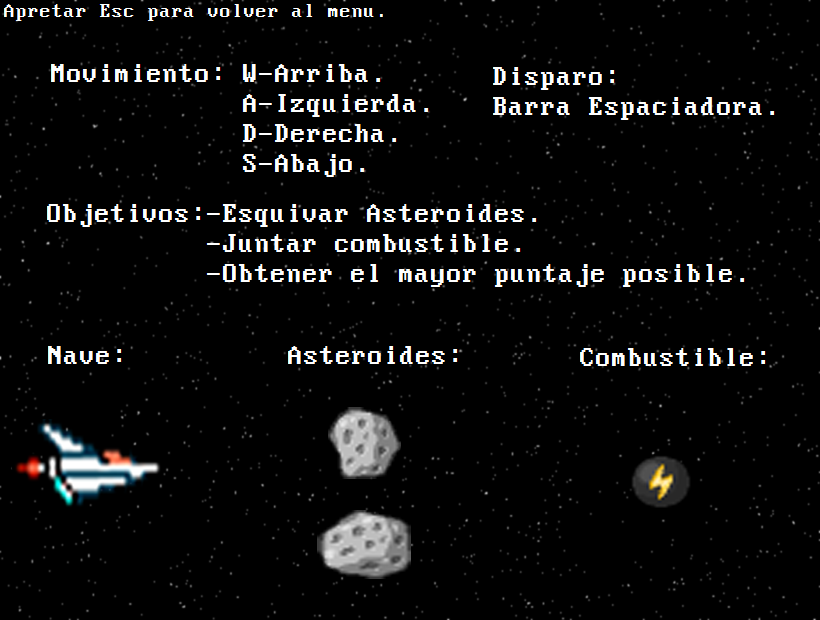 Apretar Esc para volver al menu.
Movimiento: W-Arriba.
A-Izquierda.
D-Derecha.
S-Abajo.
Disparo:
Barra Espaciadora.
Objetivos:-Esquivar Asteroides.
-Juntar combustible.
-Obtener el mayor puntaje posible.
Nave:
Asteroides:
Combustible: